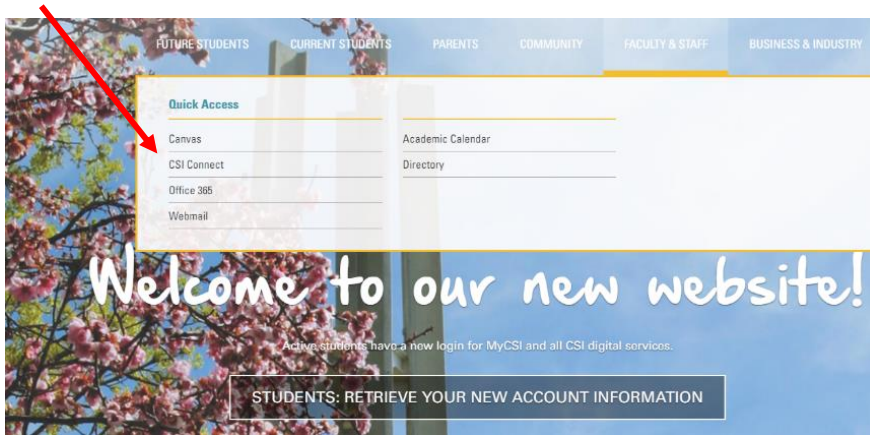 FUTURE STUDENTS CURRENT STUDENTS PARENTS COMMUNITY FACULTY & STAFF BUSINESS & INDUSTRY
Quick Access
Canvas Academic Calendar
CSI Connect Directory
Office 365
Webmail
Welcome to our new website!
Active students have a new login for MyCSI and all CSI digital services.
STUDENTS: RETRIEVE YOUR NEW ACCOUNT INFORMATION